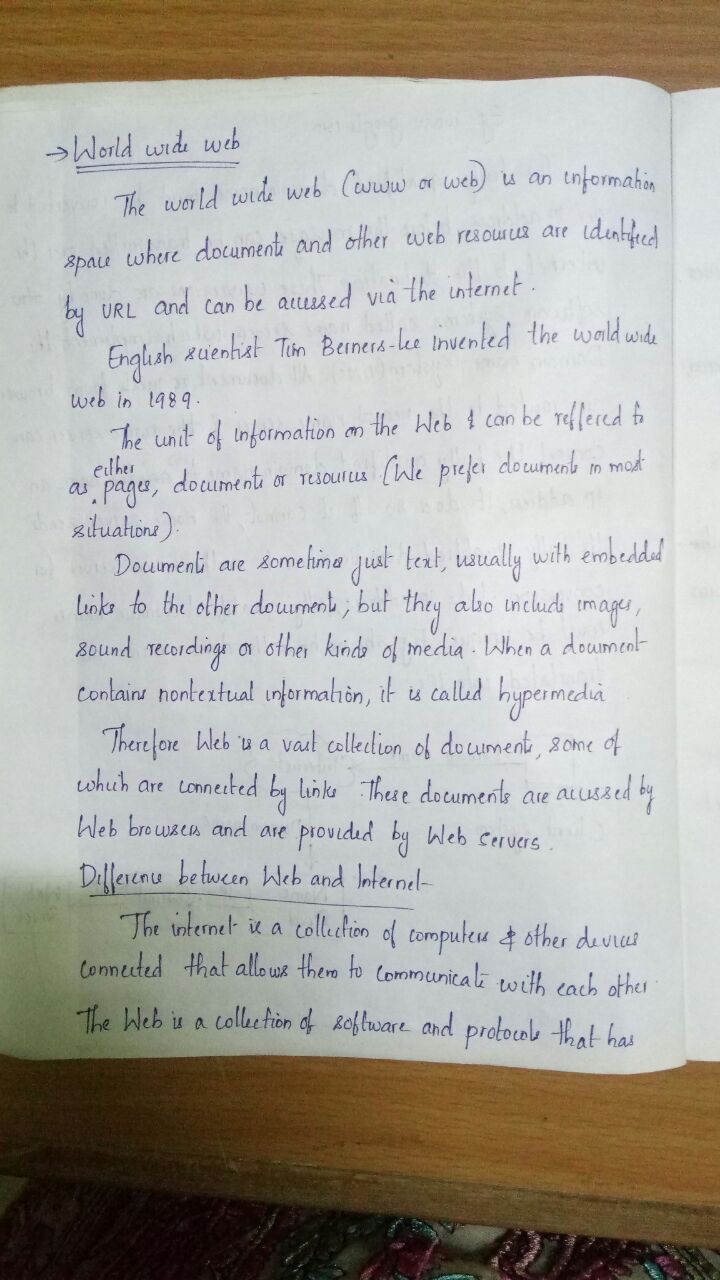 → World wide web
The world wide web (www or web) is an information
space where documents and other web resources are identified
by URL and can be accessed via the internet.
English scientist Tim Berners-lee invented the world wide
web in 1989.
The unit of information on the Web & can be reffered to
as either pages, documents or resources. (We prefer documents in most
situations).
Documents are sometimes just text, usually with embedded
links to the other documents; but they also include images,
sound recordings or other kinds of media. When a document
contains nontextual information, it is called hypermedia
Therefore Web is a vast collection of documents, some of
which are connected by links. These documents are accussed by
Web browsers and are provided by Web servers.
Difference between Web and Internet-
The internet is a collection of computers & other devices
connected that allows them to communicate with each other.
The Web is a collection of software and protocols that has